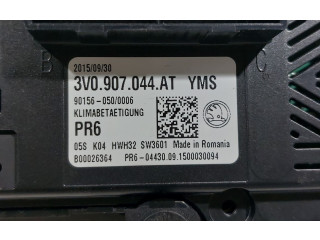 B
2015/09/30
3V0.907.044.AT YMS
90156-050/0006
KLIMABETAETIGUNG
PR6
05S K04 HWH32 SW3601 Made in Romania
B00026364 PR6-04430.09.1500030094